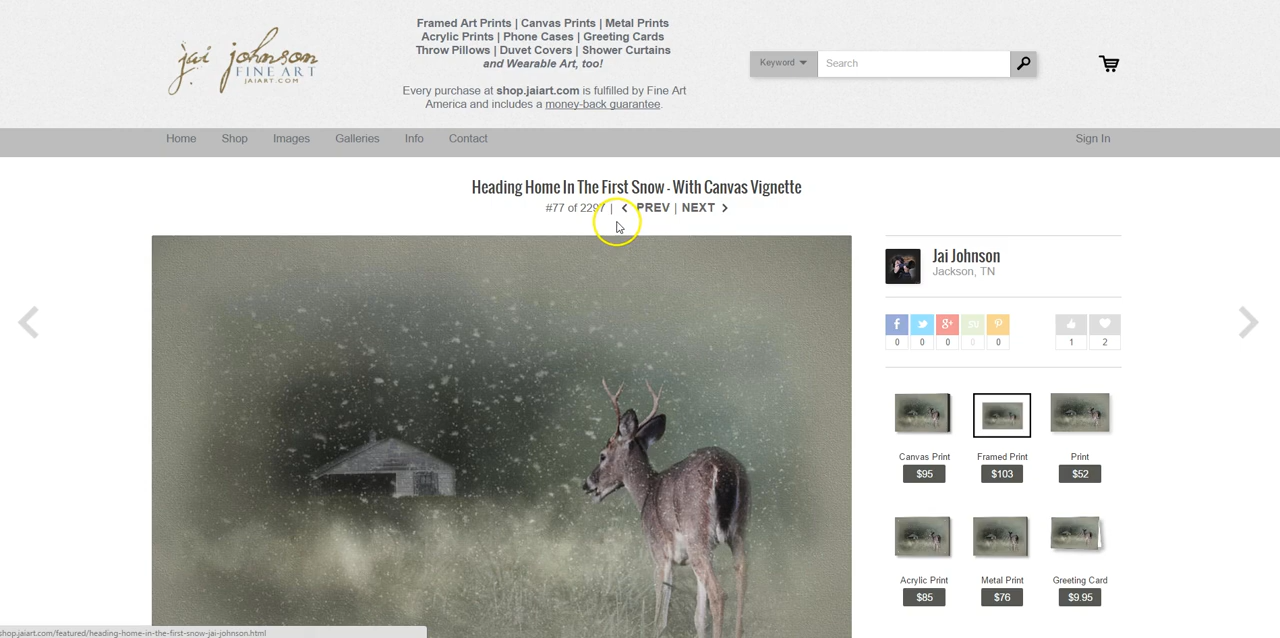 jai johnson
FINE ART
JAIART.COM
Framed Art Prints | Canvas Prints | Metal Prints
Acrylic Prints | Phone Cases | Greeting Cards
Throw Pillows | Duvet Covers | Shower Curtains
and Wearable Art, too!
Every purchase at shop.jaiart.com is fulfilled by Fine Art
America and includes a money-back guarantee.
Keyword
Search
Home Shop Images Galleries Info Contact Sign In
Heading Home In The First Snow - With Canvas Vignette
#77 of 2297 | PREV | NEXT
Jai Johnson
Jackson, TN
0 0 0 0 0 1 2
Canvas Print Framed Print Print
$95 $103 $52
Acrylic Print Metal Print Greeting Card
$85 $76 $9.95
shop.jaiart.com/featured/heading-home-in-the-first-snow-jai-johnson.html